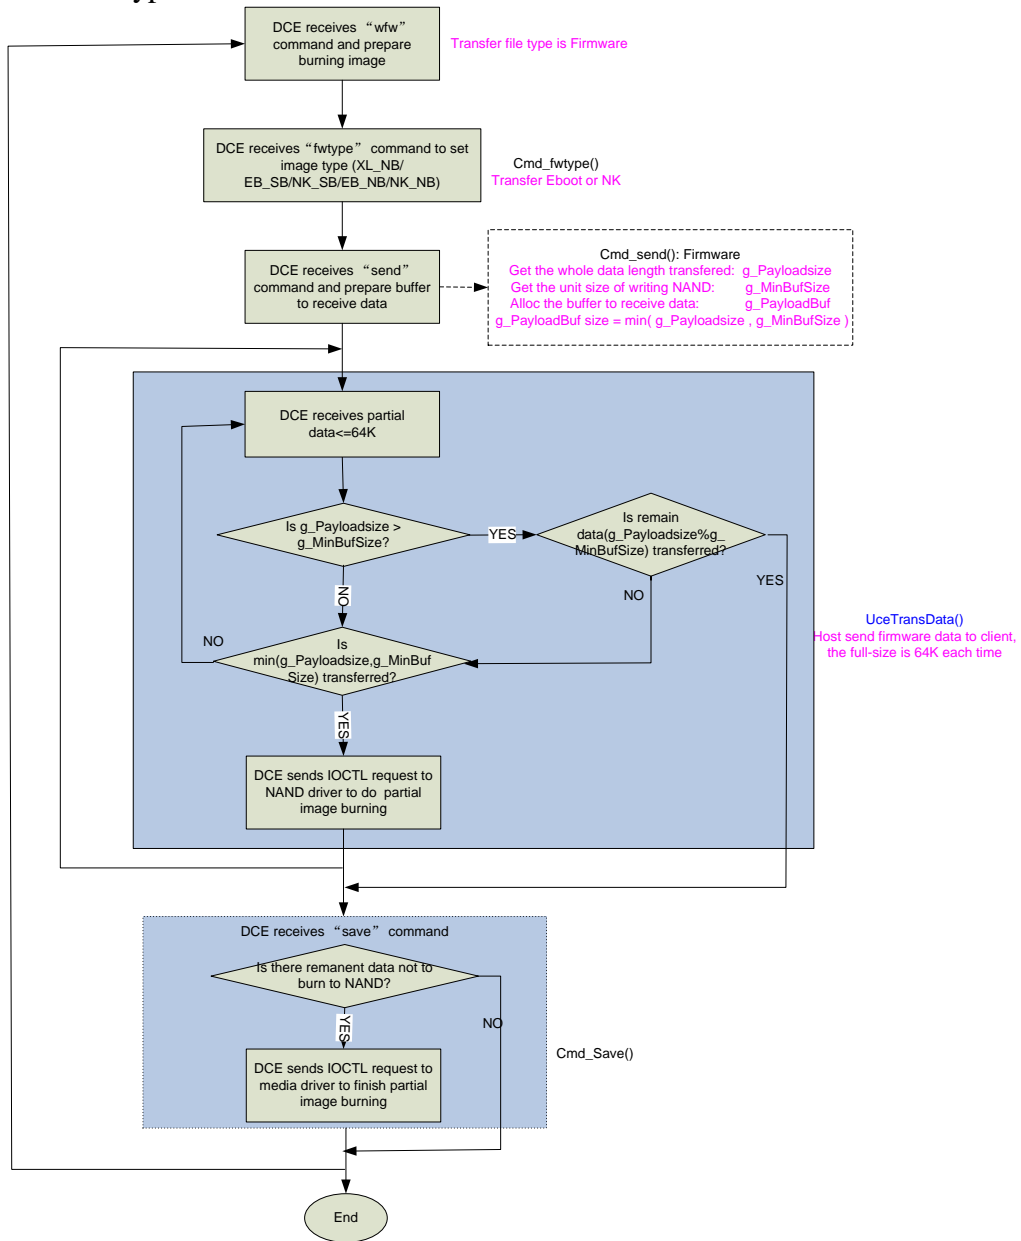 yp
DCE receives “wfw”
command and prepare
burning image
Transfer file type is Firmware
DCE receives “fwtype” command to set
image type (XL_NB/
EB_SB/NK_SB/EB_NB/NK_NB)
Cmd_fwtype()
Transfer Eboot or NK
DCE receives “send”
command and prepare buffer
to receive data
Cmd_send(): Firmware
Get the whole data length transfered: g_Payloadsize
Get the unit size of writing NAND: g_MinBufSize
Alloc the buffer to receive data: g_PayloadBuf
g_PayloadBuf size = min( g_Payloadsize , g_MinBufSize )
DCE receives partial
data<=64K
Is g_Payloadsize >
g_MinBufSize?
YES
Is remain
data(g_Payloadsize%g_
MinBufSize) transferred?
YES
NO
NO
NO
Is
min(g_Payloadsize,g_MinBuf
Size) transferred?
UceTransData()
Host send firmware data to client,
the full-size is 64K each time
YES
DCE sends IOCTL request to
NAND driver to do partial
image burning
DCE receives “save” command
Is there remanent data not to
burn to NAND?
YES
NO
DCE sends IOCTL request to
media driver to finish partial
image burning
Cmd_Save()
End